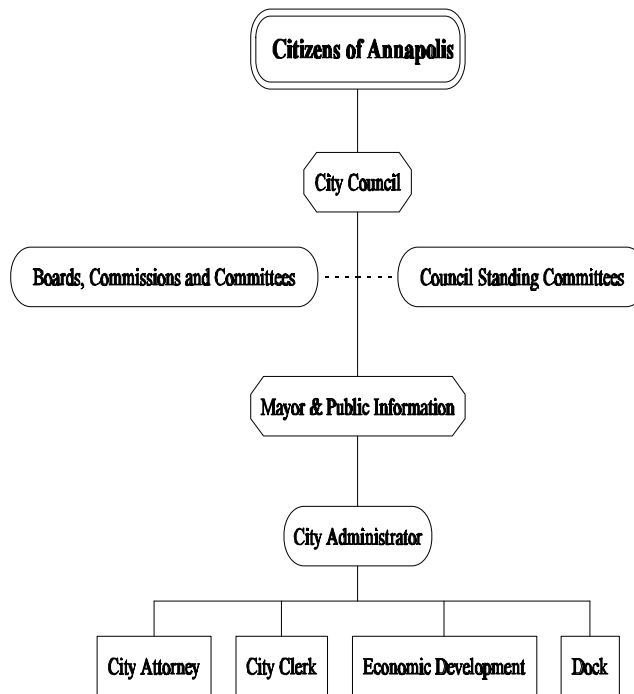 Citizens of Annapolis
City Council
Boards, Commissions and Committees
Council Standing Committees
Mayor & Public Information
City Administrator
City Attorney
City Clerk
Economic Development
Dock